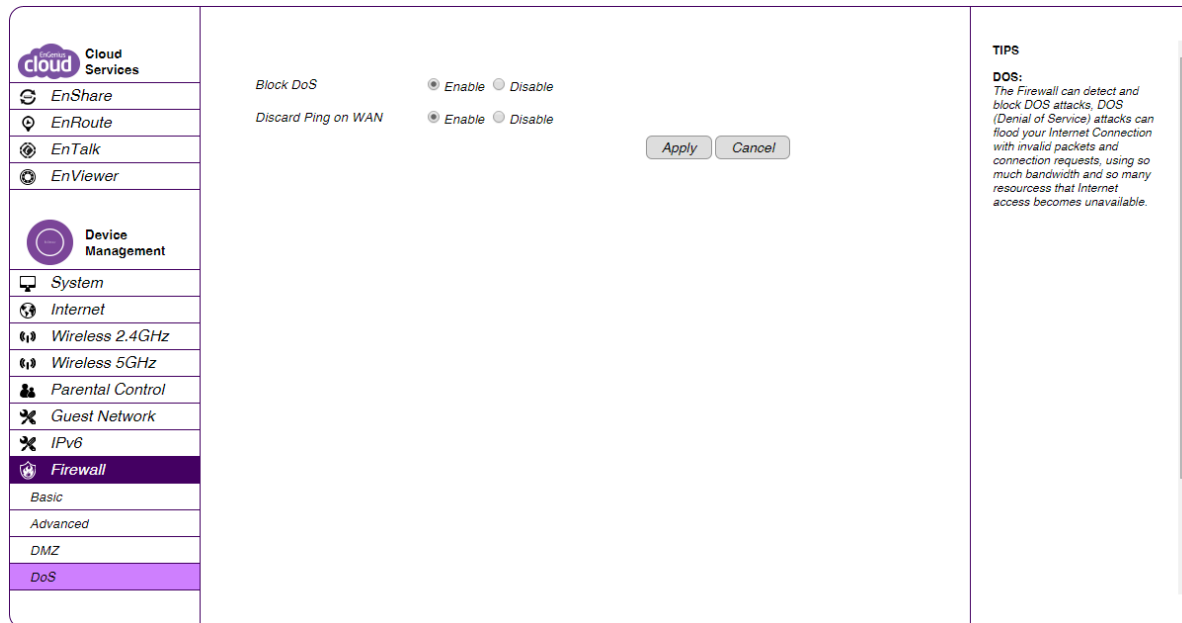 EnGenius
cloud
Cloud
Services
EnShare
EnRoute
EnTalk
EnViewer
Device
Management
System
Internet
Wireless 2.4GHz
Wireless 5GHz
Parental Control
Guest Network
IPv6
Firewall
Basic
Advanced
DMZ
DoS
Block DoS Enable Disable
Discard Ping on WAN Enable Disable
Apply Cancel
TIPS
DOS:
The Firewall can detect and
block DOS attacks, DOS
(Denial of Service) attacks can
flood your Internet Connection
with invalid packets and
connection requests, using so
much bandwidth and so many
resourcess that Internet
access becomes unavailable.